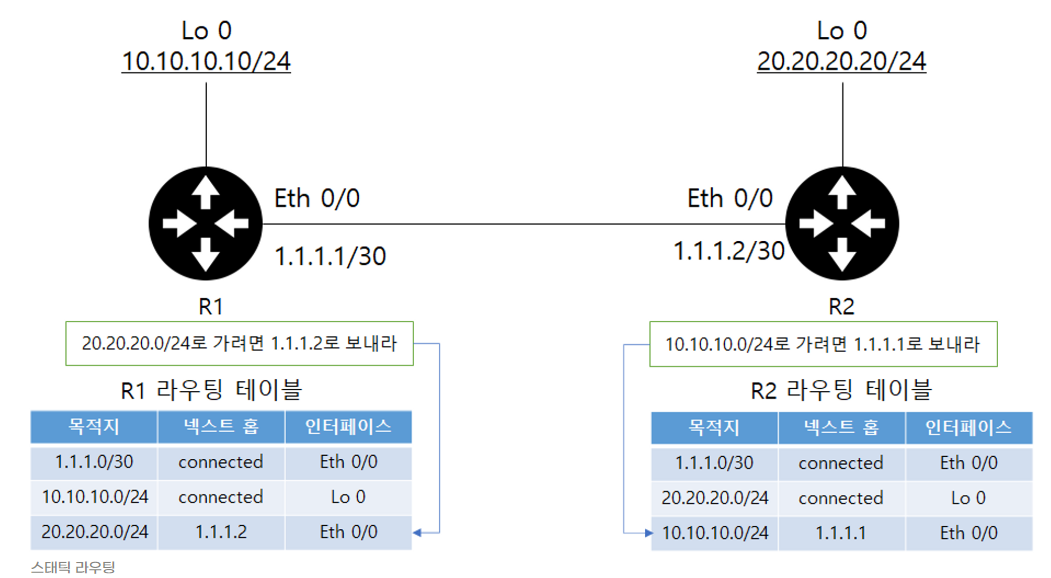 Lo 0
10.10.10.10/24
Lo 0
20.20.20.20/24
Eth 0/0
1.1.1.1/30
Eth 0/0
1.1.1.2/30
R1
R2
20.20.20.0/24로 가려면 1.1.1.2로 보내라
10.10.10.0/24로 가려면 1.1.1.1로 보내라
R1 라우팅 테이블
목적지 넥스트 홉 인터페이스
1.1.1.0/30 connected Eth 0/0
10.10.10.0/24 connected Lo 0
20.20.20.0/24 1.1.1.2 Eth 0/0
R2 라우팅 테이블
목적지 넥스트 홉 인터페이스
1.1.1.0/30 connected Eth 0/0
20.20.20.0/24 connected Lo 0
10.10.10.0/24 1.1.1.1 Eth 0/0
스태틱 라우팅